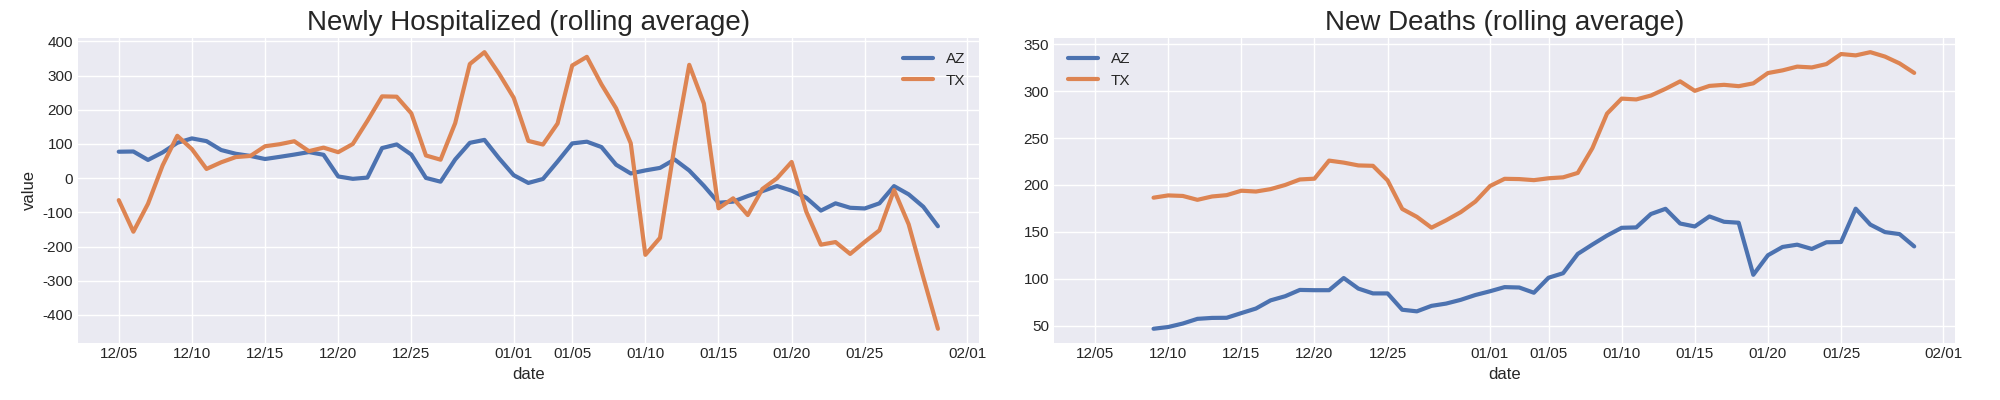 Newly Hospitalized (rolling average)
400
300
200
100
0
-100
-200
-300
-400
value
AZ
TX
12/05 12/10 12/15 12/20 12/25 01/01 01/05 01/10 01/15 01/20 01/25 02/01
date
New Deaths (rolling average)
350
300
250
200
150
100
50
AZ
TX
12/05 12/10 12/15 12/20 12/25 01/01 01/05 01/10 01/15 01/20 01/25 02/01
date